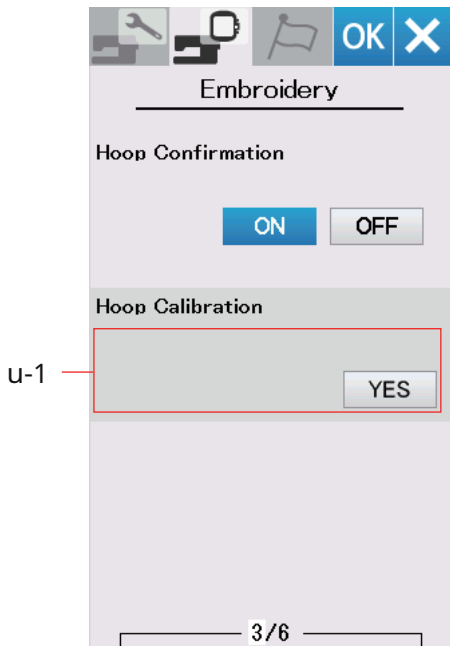 OK
Embroidery
Hoop Confirmation
ON OFF
Hoop Calibration
u-1
YES
3/6